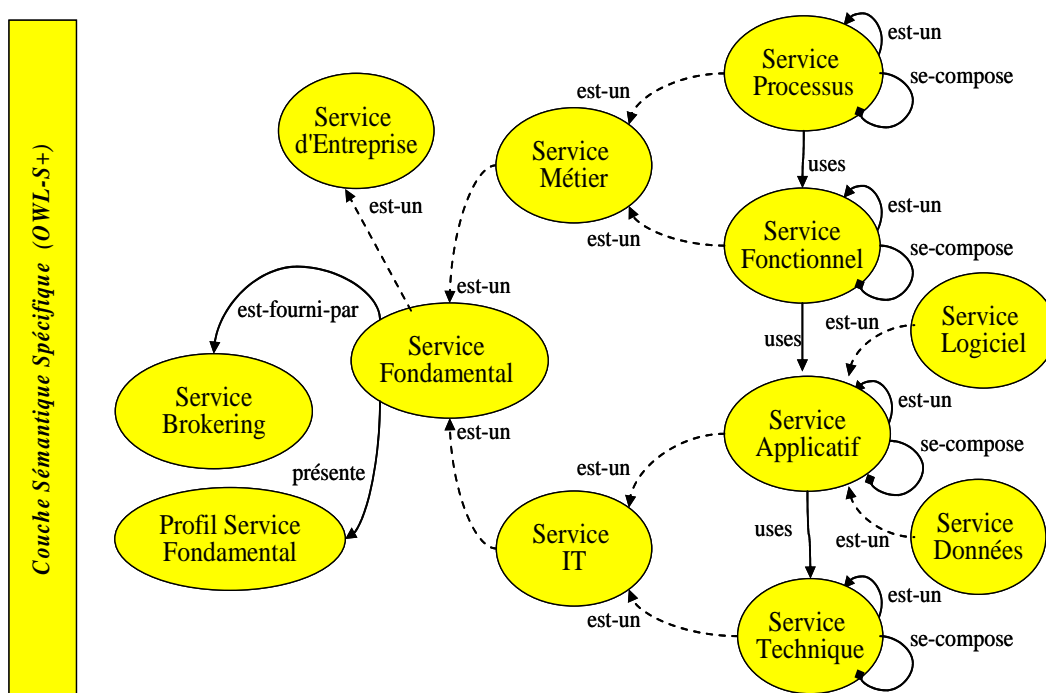 Couche Sémantique Spécifique (OWL-S+)
Service
Processus
est-un
se-compose
est-un
Service
d'Entreprise
Service
Métier
uses
est-un
est-un
Service
Fonctionnel
est-un
se-compose
est-un
est-fourni-par
Service
Fondamental
uses
est-un
Service
Logiciel
Service
Brokering
est-un
Service
Applicatif
est-un
se-compose
est-un
présente
Profil Service
Fondamental
Service
IT
uses
est-un
Service
Données
est-un
Service
Technique
est-un
se-compose